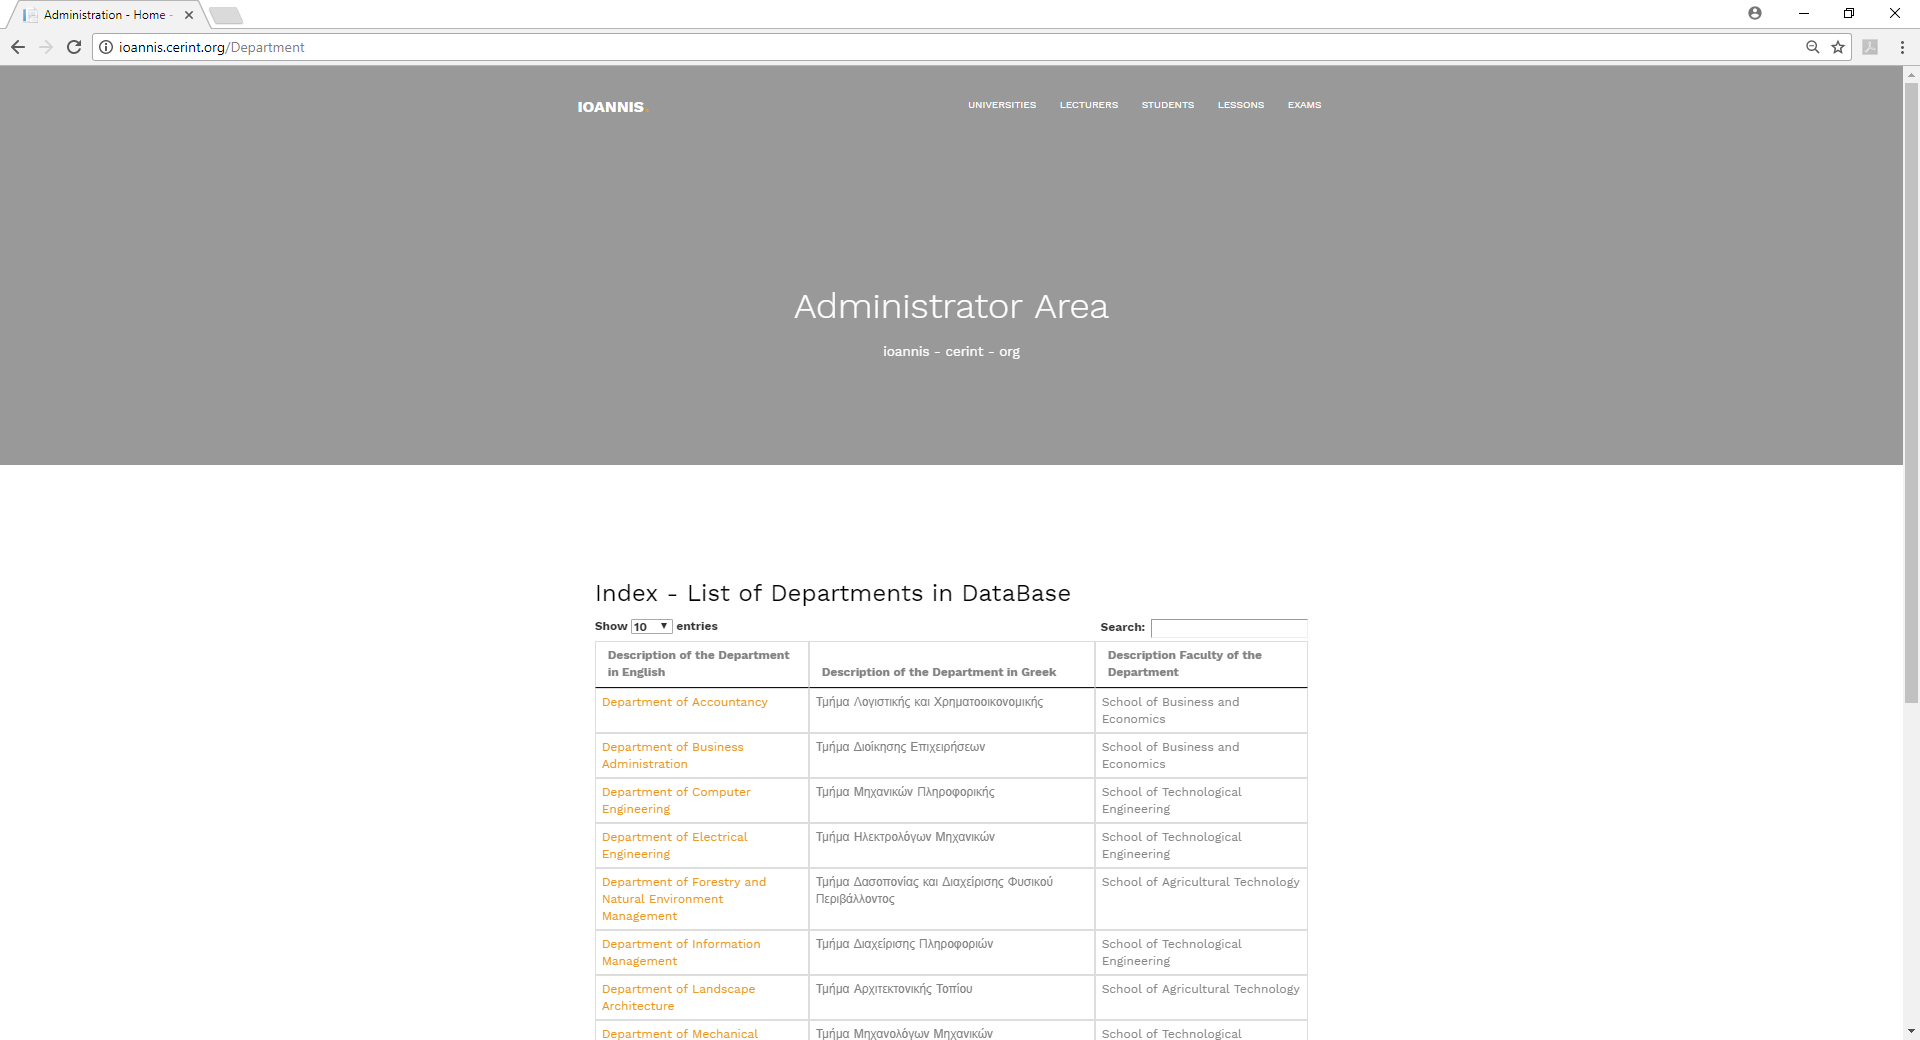 Administration - Home -
ioannis.cerint.org/Department
IOANNIS.
UNIVERSITIES LECTURERS STUDENTS LESSONS EXAMS
Administrator Area
ioannis - cerint - org
Index - List of Departments in DataBase
Show 10 entries
Search:
Description of the Department
in English
Description of the Department in Greek
Description Faculty of the
Department
Department of Accountancy
Τμήμα Λογιστικής και Χρηματοοικονομικής
School of Business and
Economics
Department of Business
Administration
Τμήμα Διοίκησης Επιχειρήσεων
School of Business and
Economics
Department of Computer
Engineering
Τμήμα Μηχανικών Πληροφορικής
School of Technological
Engineering
Department of Electrical
Engineering
Τμήμα Ηλεκτρολόγων Μηχανικών
School of Technological
Engineering
Department of Forestry and
Natural Environment
Management
Τμήμα Δασοπονίας και Διαχείρισης Φυσικού
Περιβάλλοντος
School of Agricultural Technology
Department of Information
Management
Τμήμα Διαχείρισης Πληροφοριών
School of Technological
Engineering
Department of Landscape
Architecture
Τμήμα Αρχιτεκτονικής Τοπίου
School of Agricultural Technology
Department of Mechanical
Τμήμα Μηχανολόγων Μηχανικών
School of Technological